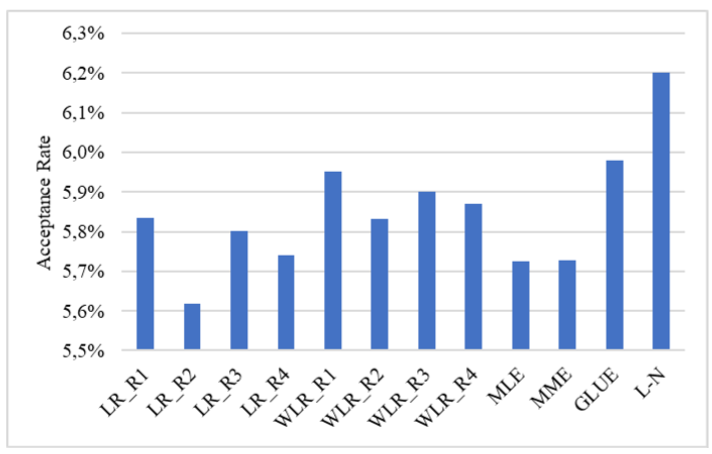 Acceptance Rate
6,3%
6,2%
6,1%
6,0%
5,9%
5,8%
5,7%
5,6%
5,5%
LR_R1
LR_R2
LR_R3
LR_R4
WLR_R1
WLR_R2
WLR_R3
WLR_R4
MLE
MME
GLUE
L-N